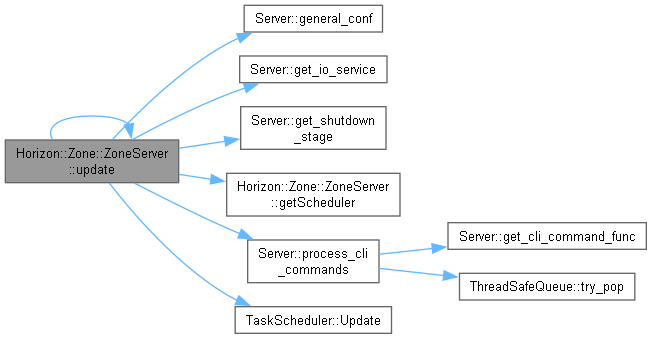 Server::general_conf
Server::get_io_service
Server::get_shutdown
_stage
Horizon::Zone::ZoneServer
::update
Horizon::Zone::ZoneServer
::getScheduler
Server::process_cli
_commands
Server::get_cli_command_func
ThreadSafeQueue::try_pop
TaskScheduler::Update